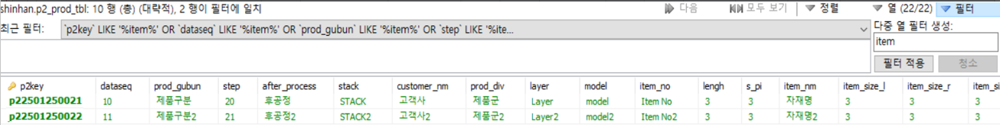 shinhan.p2_prod_tbl: 10 행 (총) (대략적), 2 행이 필터에 일치 다음 모두 보기 정렬 열 (22/22) 필터
최근 필터: `p2key` LIKE '%item%' OR `dataseq` LIKE '%item%' OR `prod_gubun` LIKE '%item%' OR `step` LIKE '%ite... 다중 열 필터 생성:
item
필터 적용 청소
p2key dataseq prod_gubun step after_process stack customer_nm prod_div layer model item_no lengh s_pi item_nm item_size_l item_size_r item_si
p22501250021 10 제품구분 20 후공정 STACK 고객사 제품군 Layer model Item No 3 3 자재명 3 3 3
p22501250022 11 제품구분2 21 후공정2 STACK2 고객사2 제품군2 Layer2 model2 Item No2 3 3 자재명2 3 3 3